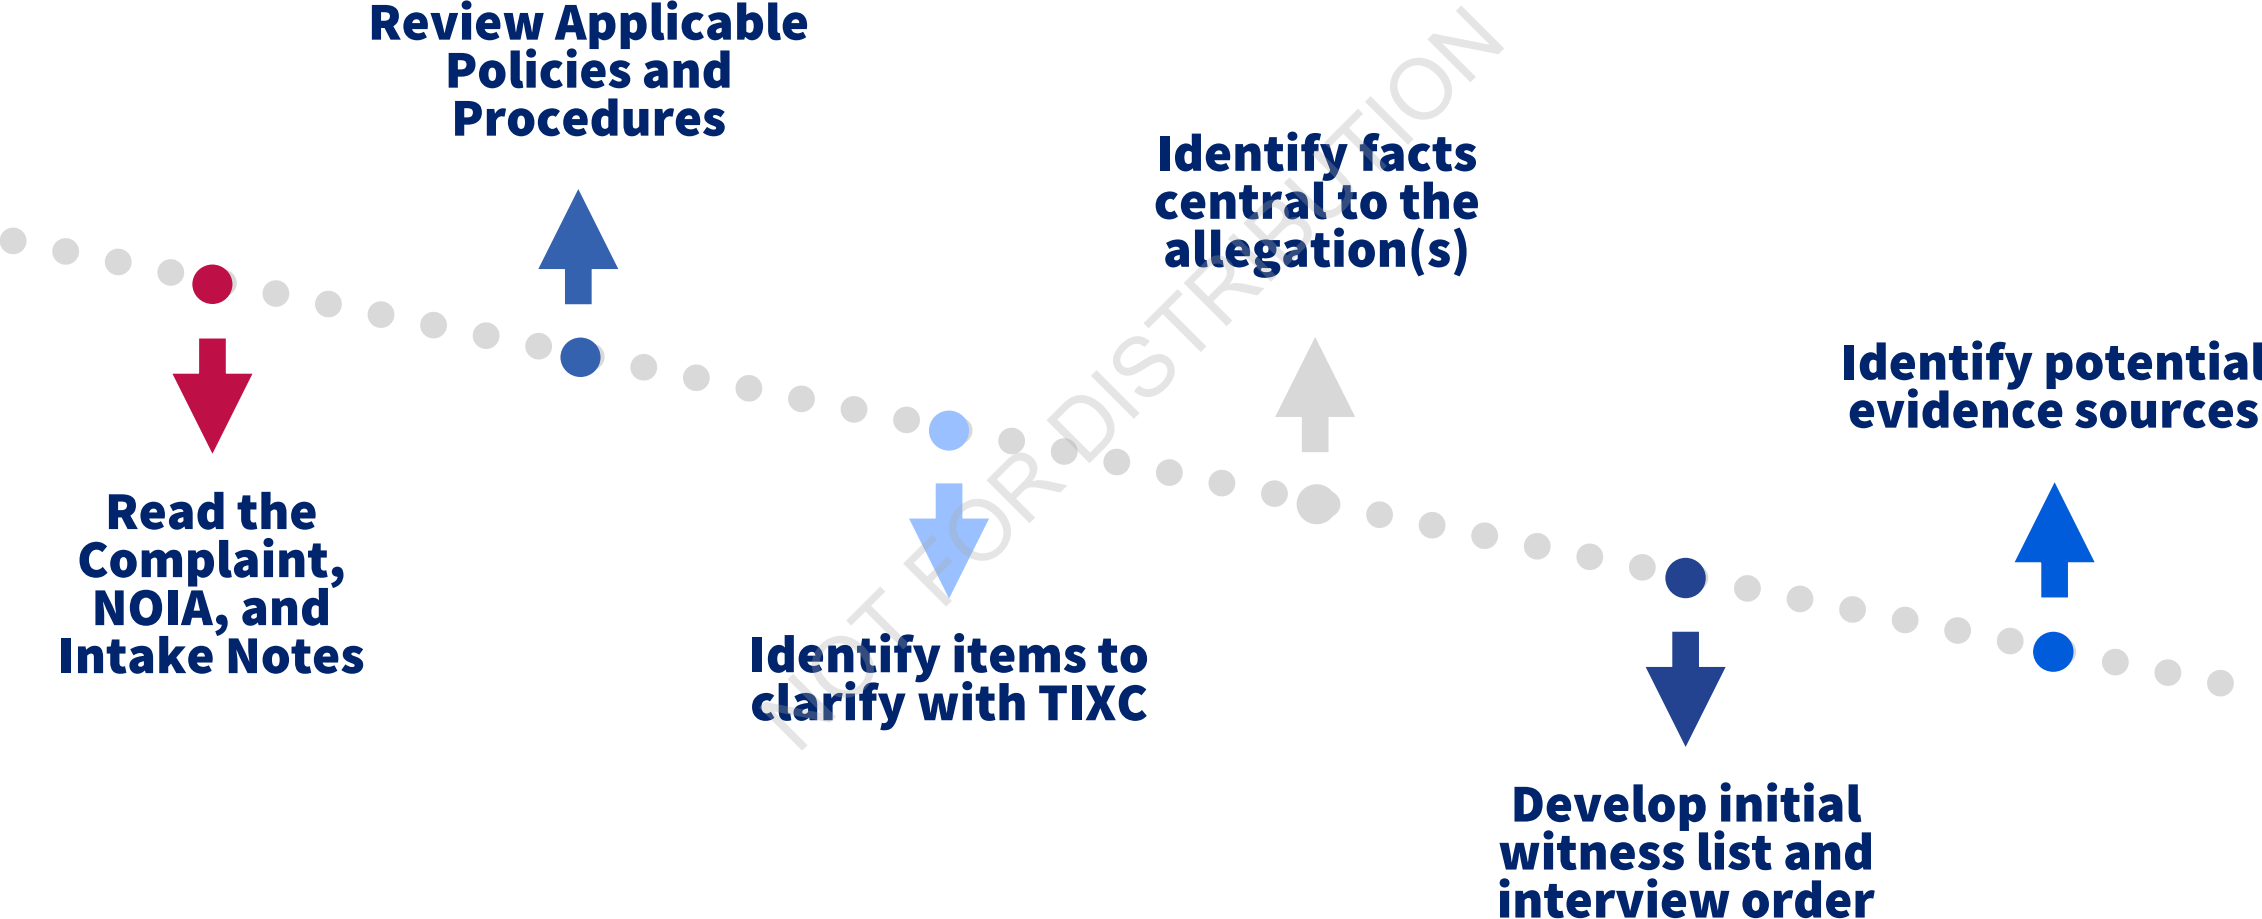 Review Applicable
Policies and
Procedures
Identify facts
central to the
allegation(s)
Identify potential
evidence sources
Read the
Complaint,
NOIA, and
Intake Notes
Identify items to
clarify with TIXC
Develop initial
witness list and
interview order
NOT FOR DISTRIBUTION